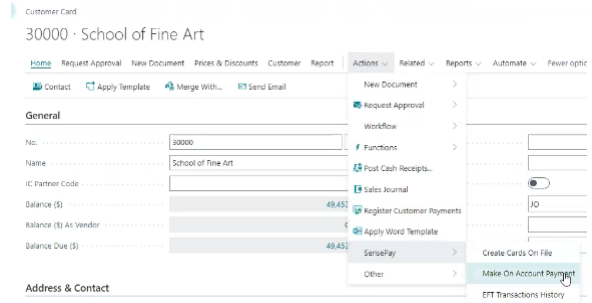 Customer Card
30000 · School of Fine Art
Home Request Approval New Document Prices & Discounts Customer Report Actions Related Reports Automate Fewer optio
Contact Apply Template Merge With... Send Email
General
No. 30000
Name School of Fine Art
IC Partner Code
Balance ($) 49,452 JO
Balance ($) As Vendor 0
Balance Due ($) 49,452
Address & Contact
New Document
Request Approval
Workflow
Functions
Post Cash Receipts...
Sales Journal
Register Customer Payments
Apply Word Template
SensePay
Other
Create Cards On File
Make On Account Payment
EFT Transactions History